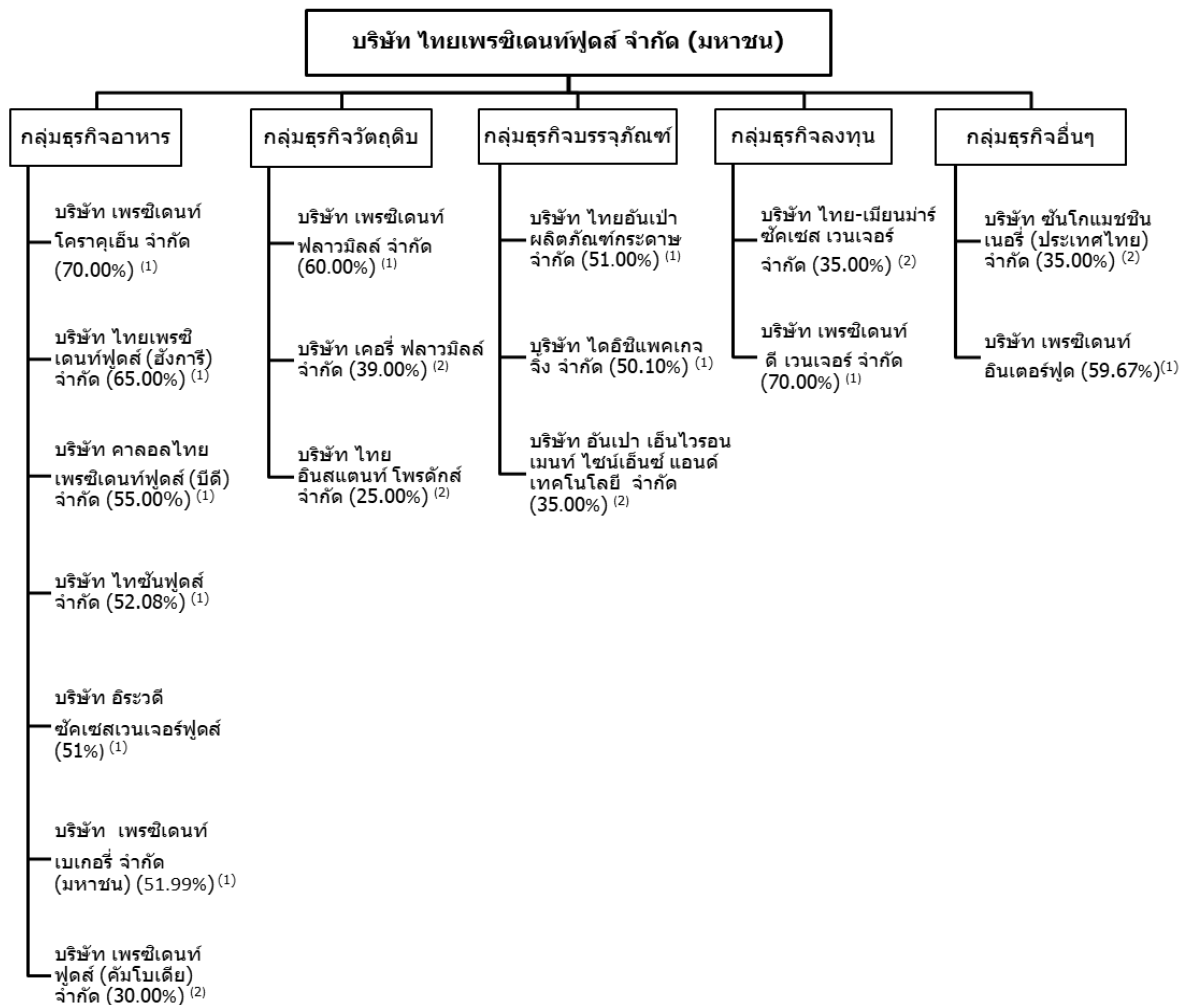 บริษัท ไทยเพรซิเดนท์ฟูดส์ จำกัด (มหาชน)
กลุ่มธุรกิจอาหาร
บริษัท เพรซิเดนท์
โคราคุเอ็น จำกัด
(70.00%) (1)
บริษัท ไทยเพรซิ
เดนท์ฟูดส์ (ฮังการี)
จำกัด (65.00%) (1)
บริษัท คาลอลไทย
เพรซิเดนท์ฟูดส์ (บีดี)
จำกัด (55.00%) (1)
บริษัท ไทซันฟูดส์
จำกัด (52.08%) (1)
บริษัท อิระวดี
ซัคเซสเวนเจอร์ฟูดส์
(51%) (1)
บริษัท เพรซิเดนท์
เบเกอรี่ จำกัด
(มหาชน) (51.99%) (1)
บริษัท เพรซิเดนท์
ฟูดส์ (คัมโบเดีย)
จำกัด (30.00%) (2)
กลุ่มธุรกิจวัตถุดิบ
บริษัท เพรซิเดนท์
ฟลาวมิลล์ จำกัด
(60.00%) (1)
บริษัท เคอรี่ ฟลาวมิลล์
จำกัด (39.00%) (2)
บริษัท ไทย
อินสแตนท์ โพรดักส์
จำกัด (25.00%) (2)
กลุ่มธุรกิจบรรจุภัณฑ์
บริษัท ไทยอันเป่า
ผลิตภัณฑ์กระดาษ
จำกัด (51.00%) (1)
บริษัท ไดอิชิแพคเกจ
จิ้ง จำกัด (50.10%) (1)
บริษัท อันเปา เอ็นไวรอน
เมนท์ ไซน์เอ็นซ์ แอนด์
เทคโนโลยี จำกัด
(35.00%) (2)
กลุ่มธุรกิจลงทุน
บริษัท ไทย-เมียนม่าร์
ซัคเซส เวนเจอร์
จำกัด (35.00%) (2)
บริษัท เพรซิเดนท์
ดี เวนเจอร์ จำกัด
(70.00%) (1)
กลุ่มธุรกิจอื่นๆ
บริษัท ซันโกแมชชิน
เนอรี่ (ประเทศไทย)
จำกัด (35.00%) (2)
บริษัท เพรซิเดนท์
อินเตอร์ฟูด (59.67%)(1)